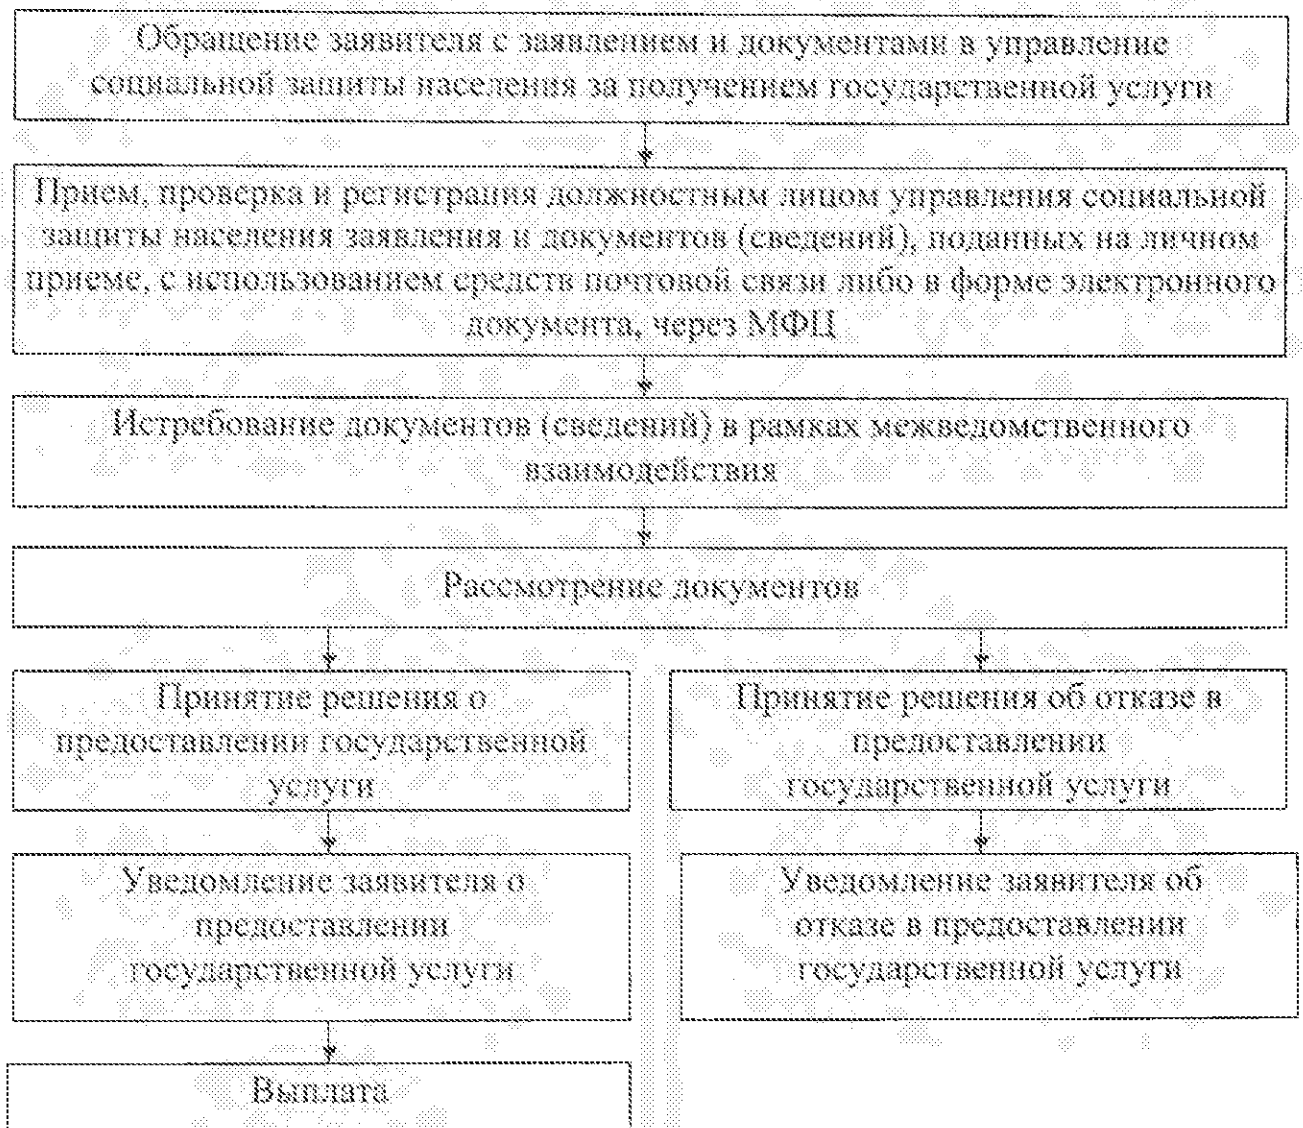 Обращение заявителя с заявлением и документами в управление
социальной защиты населения за получением государственной услуги
Прием, проверка и регистрация должностным лицом управления социальной
защиты населения заявления и документов (сведений), поданных на личном
приеме, с использованием средств почтовой связи либо в форме электронного
документа, через МФЦ
Истребование документов (сведений) в рамках межведомственного
взаимодействия
Рассмотрение документов
Принятие решения о
предоставлении государственной
услуги
Принятие решения об отказе в
предоставлении
государственной услуги
Уведомление заявителя о
предоставлении
государственной услуги
Уведомление заявителя об
отказе в предоставлении
государственной услуги
Выплата